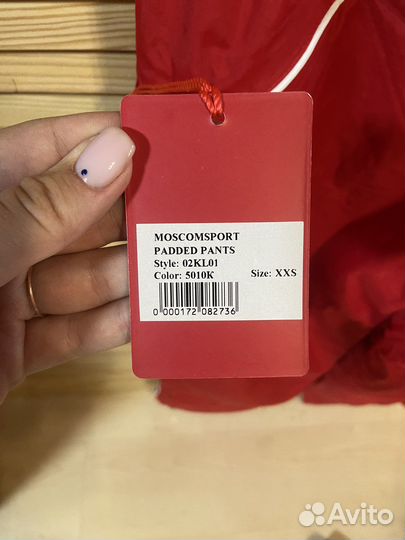 MOSCOMSPORT
PADDED PANTS
Style: 02KL01
Color: 5010K Size: XXS
0 000172 082736
Avito